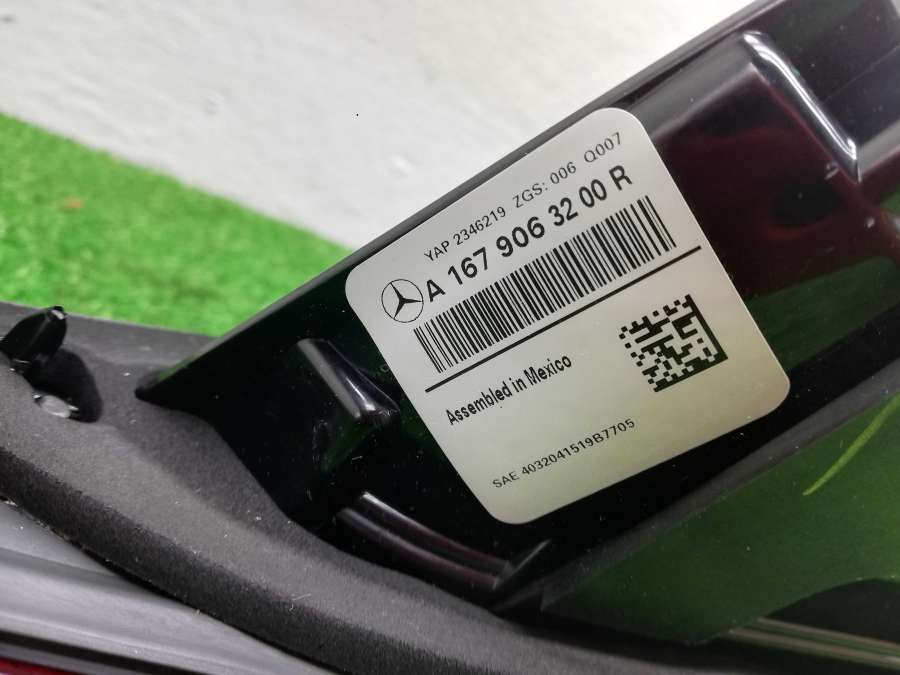 YAP 2346219 ZGS: 006 Q007
A 167 906 32 00 R
Assembled in Mexico
SAE 4032041519B7705